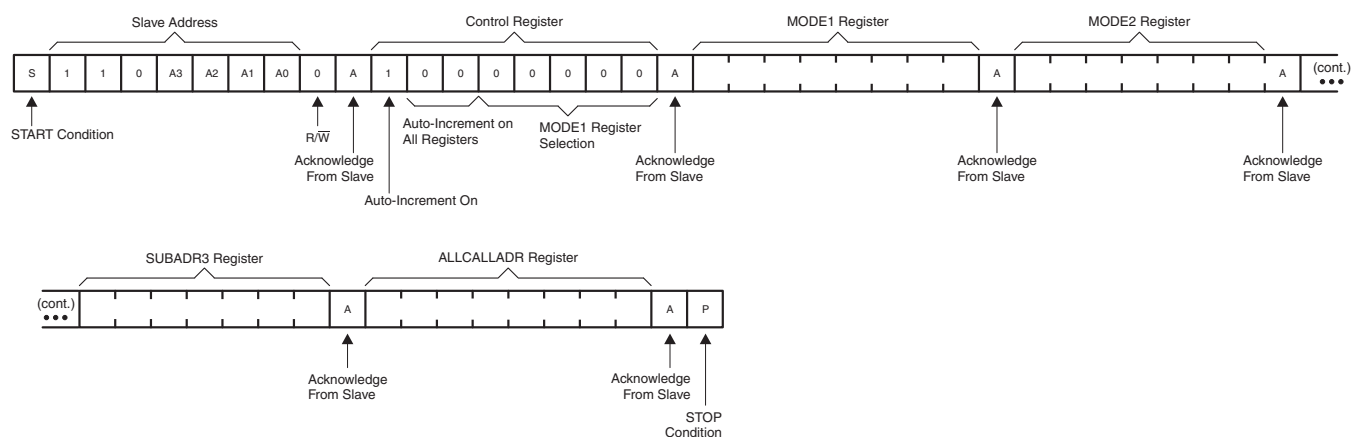 Slave Address
Control Register
MODE1 Register
MODE2 Register
S 1 1 0 A3 A2 A1 A0 0 A 1 0 0 0 0 0 0 0 A A A (cont.)
START Condition
R/W̅
Acknowledge
From Slave
Auto-Increment On
Auto-Increment on
All Registers
MODE1 Register
Selection
Acknowledge
From Slave
Acknowledge
From Slave
Acknowledge
From Slave
SUBADR3 Register
ALLCALLADR Register
(cont.) A A P
Acknowledge
From Slave
Acknowledge
From Slave
STOP
Condition